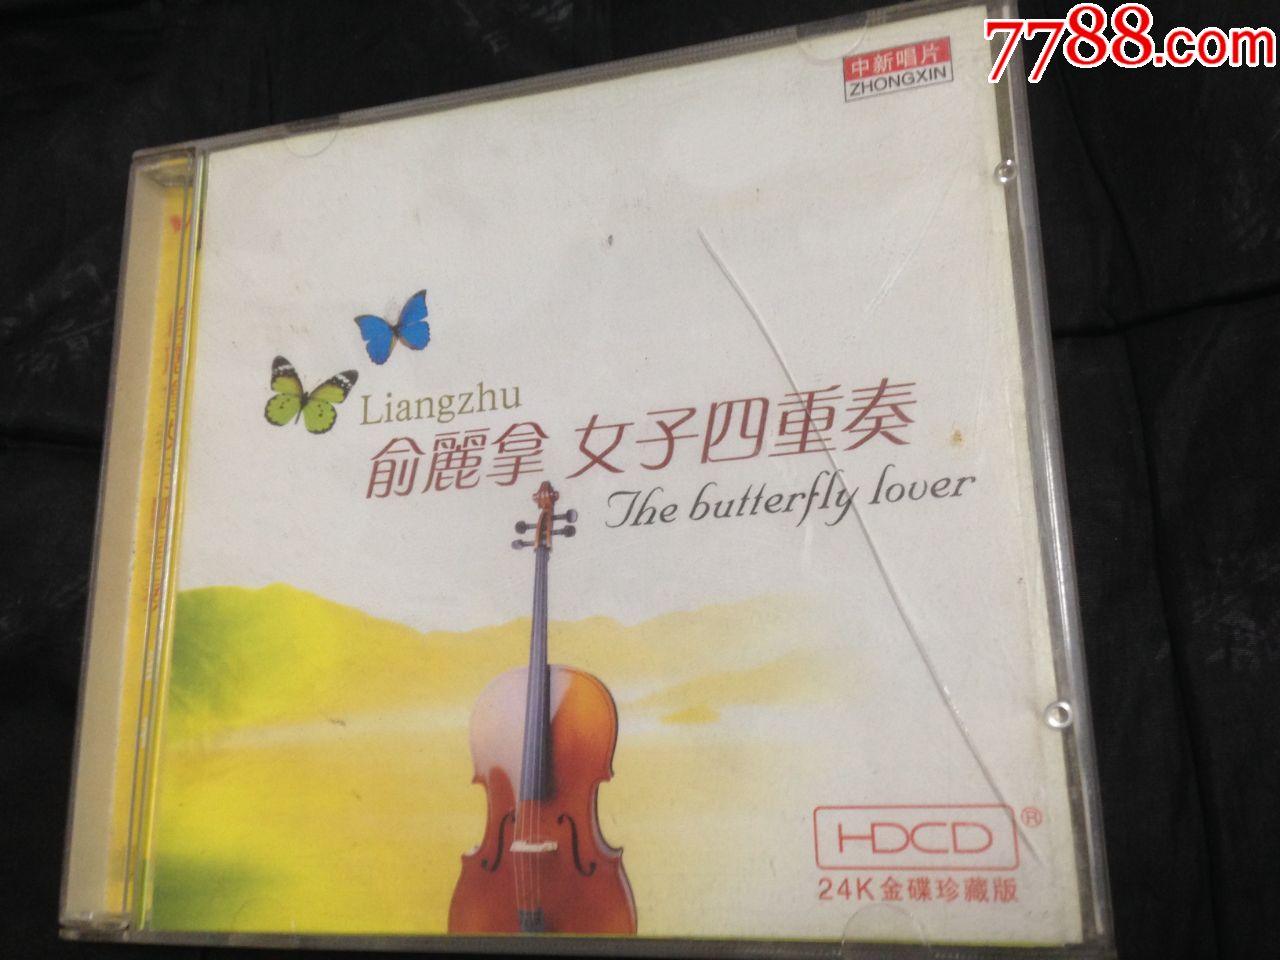 7788.com
中新唱片
ZHONGXIN
Liangzhu
俞麗拿 女子四重奏
The butterfly lover
HDCD®
24K金碟珍藏版